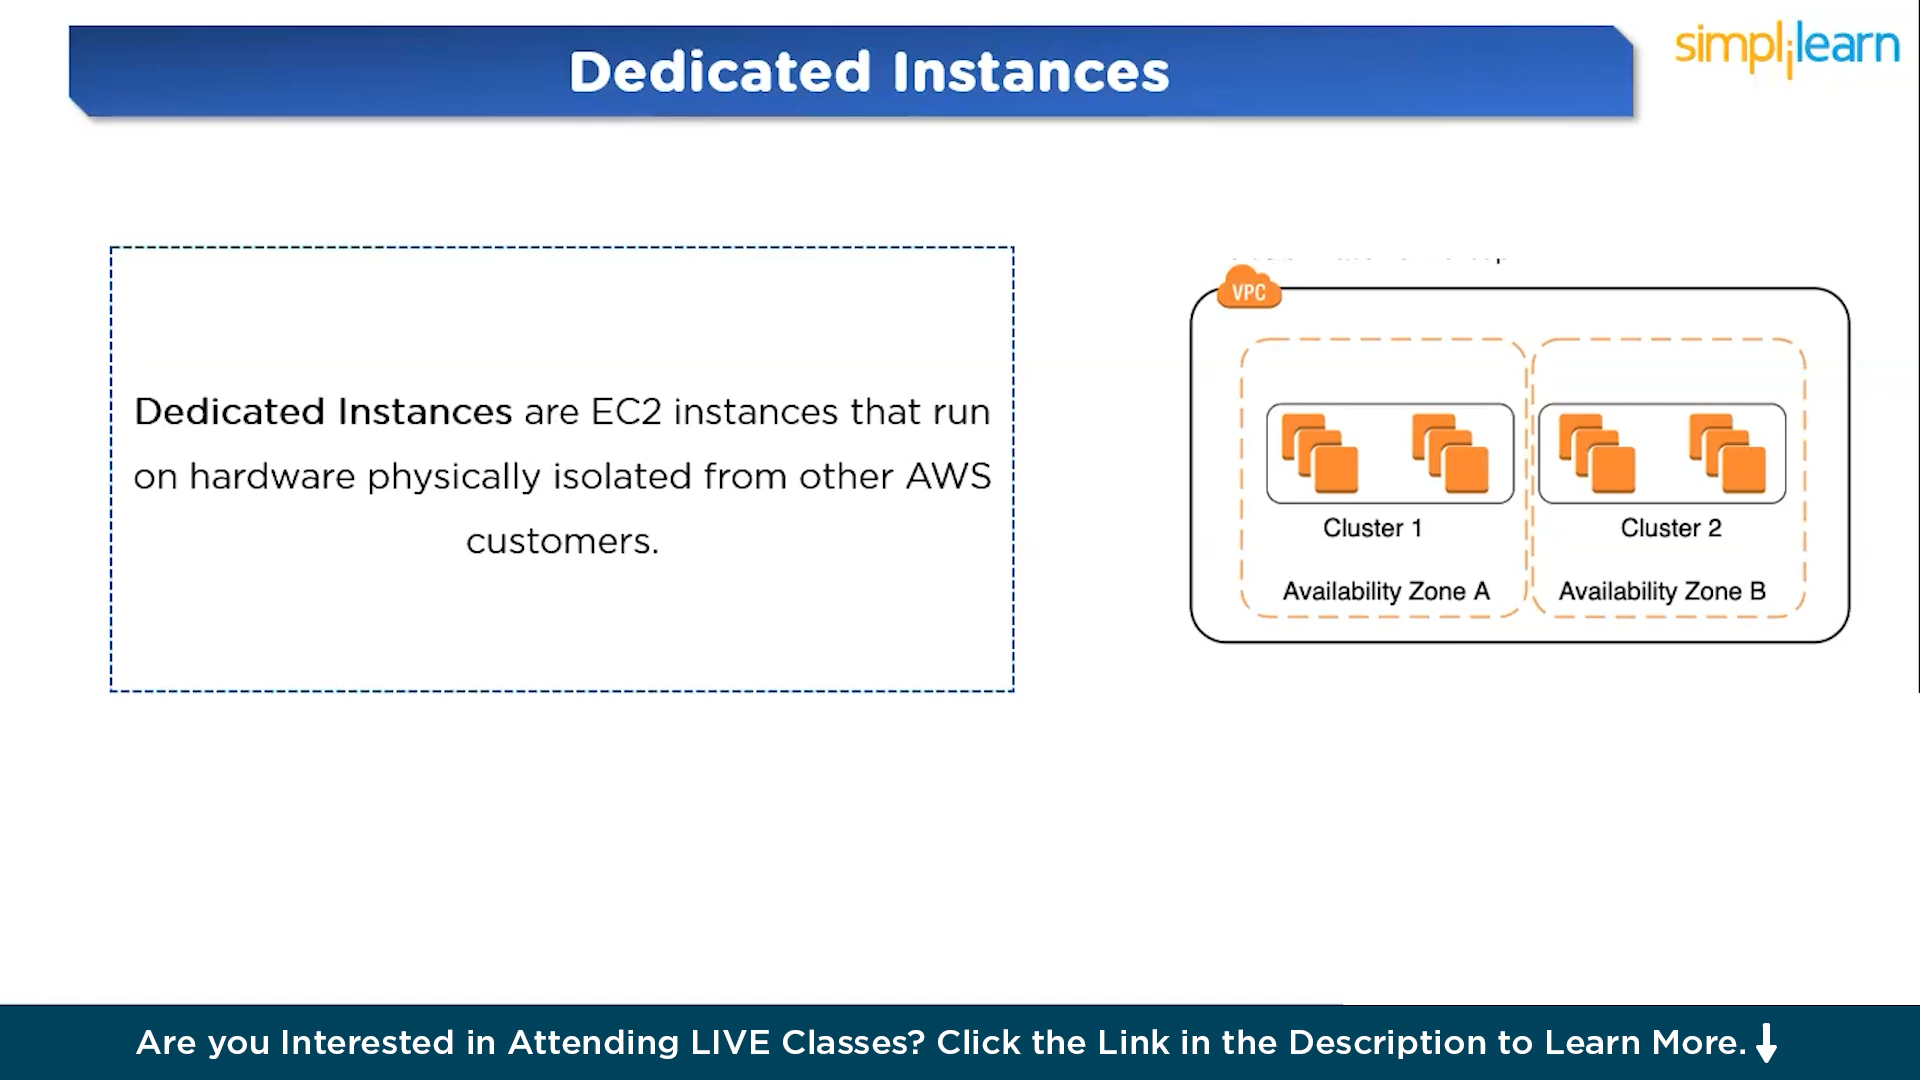 Dedicated Instances
simplilearn
Dedicated Instances are EC2 instances that run
on hardware physically isolated from other AWS
customers.
VPC
Cluster 1
Cluster 2
Availability Zone A
Availability Zone B
Are you Interested in Attending LIVE Classes? Click the Link in the Description to Learn More.